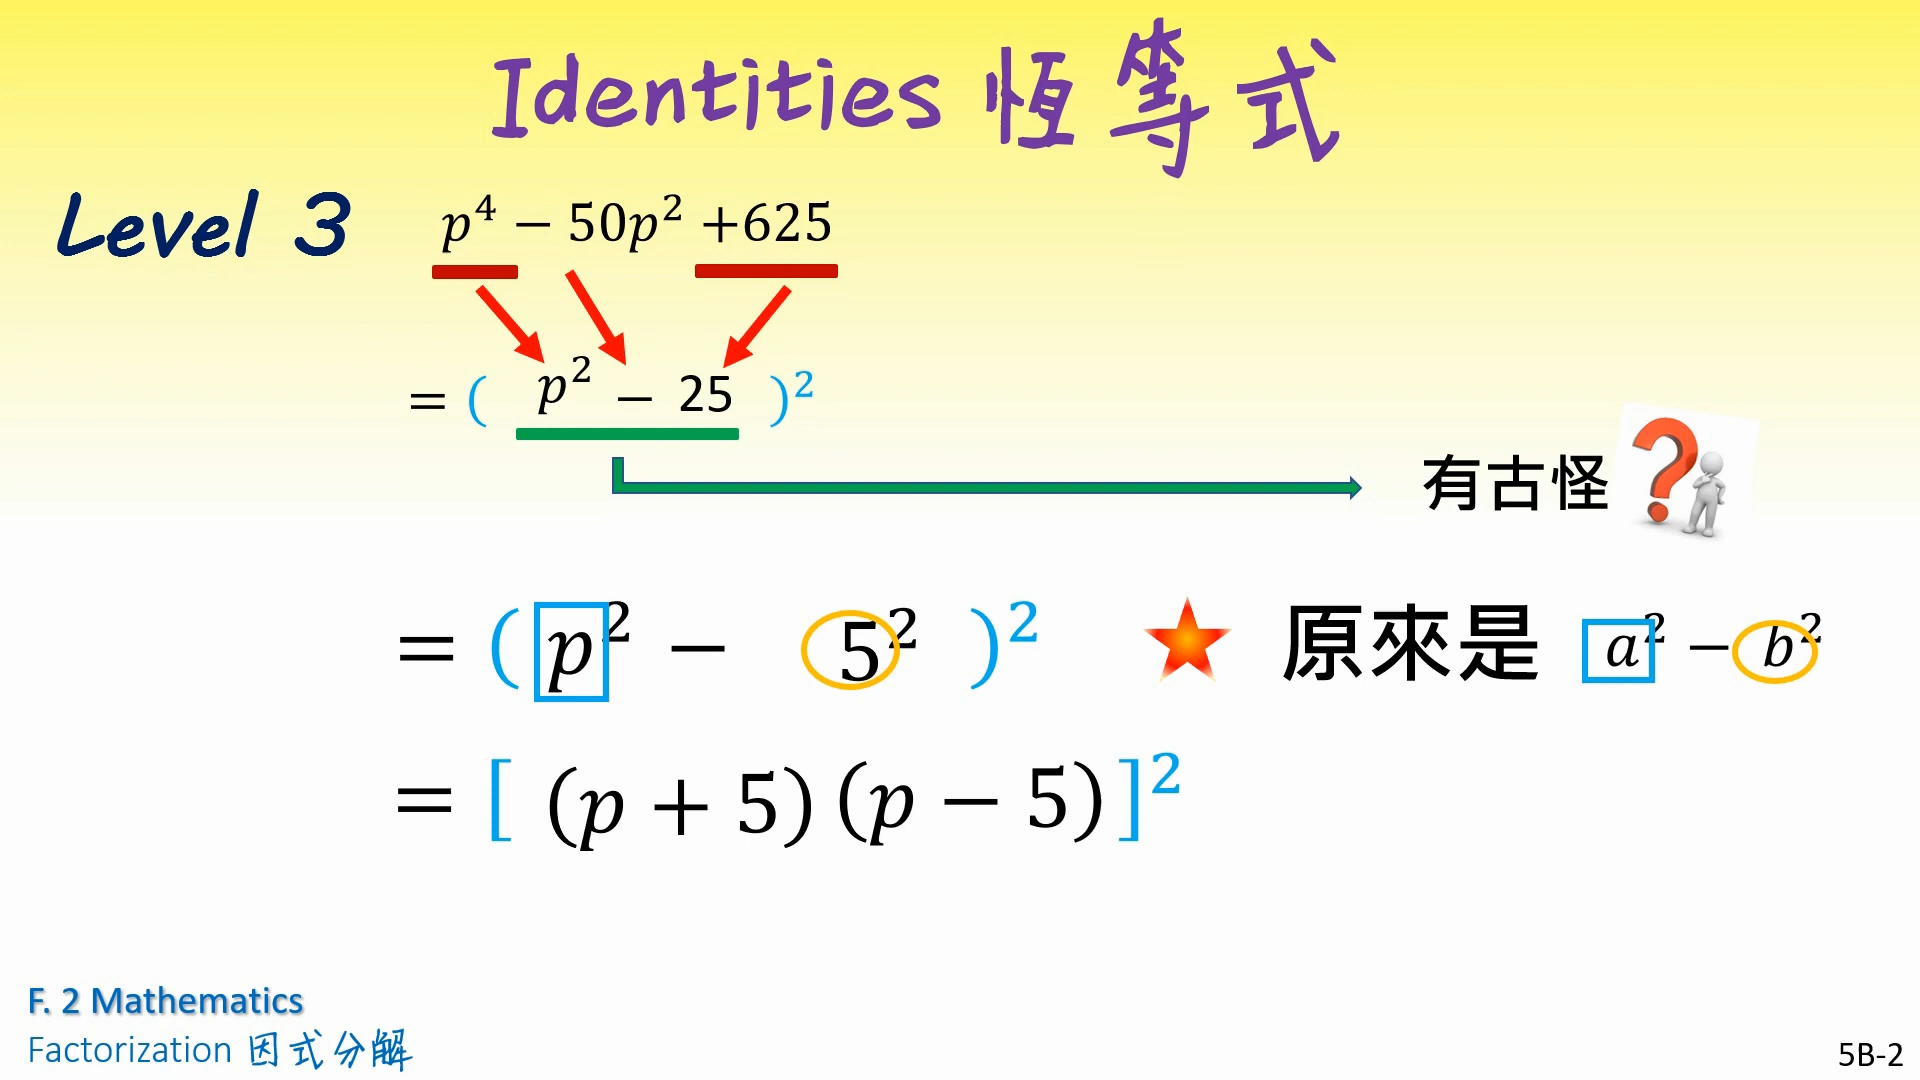 Identities 恆等式
Level 3
p⁴ − 50p² +625
= ( p² − 25 )²
有古怪
= ( p² − 5² )² 原來是 a² − b²
= [ (p + 5)(p − 5) ]²
F. 2 Mathematics
Factorization 因式分解
5B-2